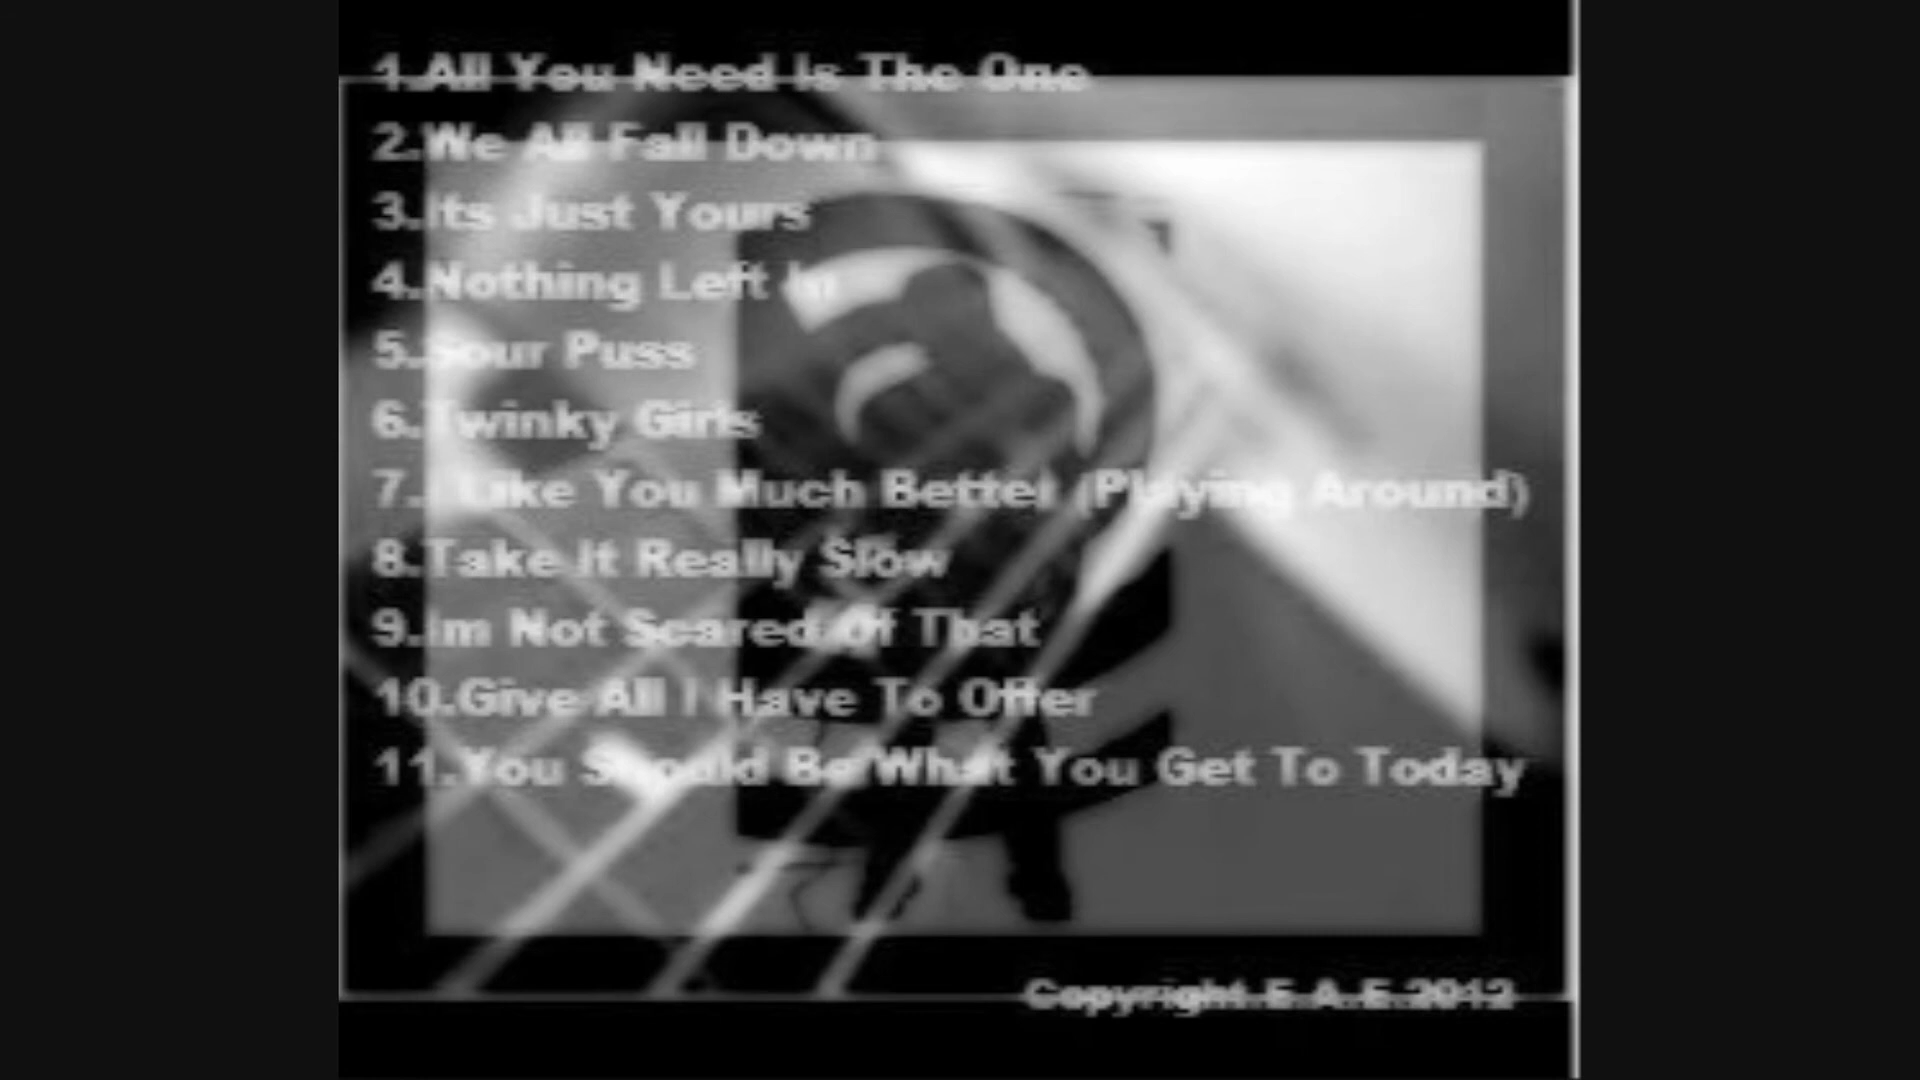 1.All You Need Is The One
2.We All Fall Down
3.Its Just Yours
4.Nothing Left In
5.Sour Puss
6.Twinky Girls
7.I Like You Much Better (Playing Around)
8.Take It Really Slow
9.Im Not Scared Of That
10.Give All I Have To Offer
11.You Should Be What You Get To Today
Copyright.E.A.E.2012